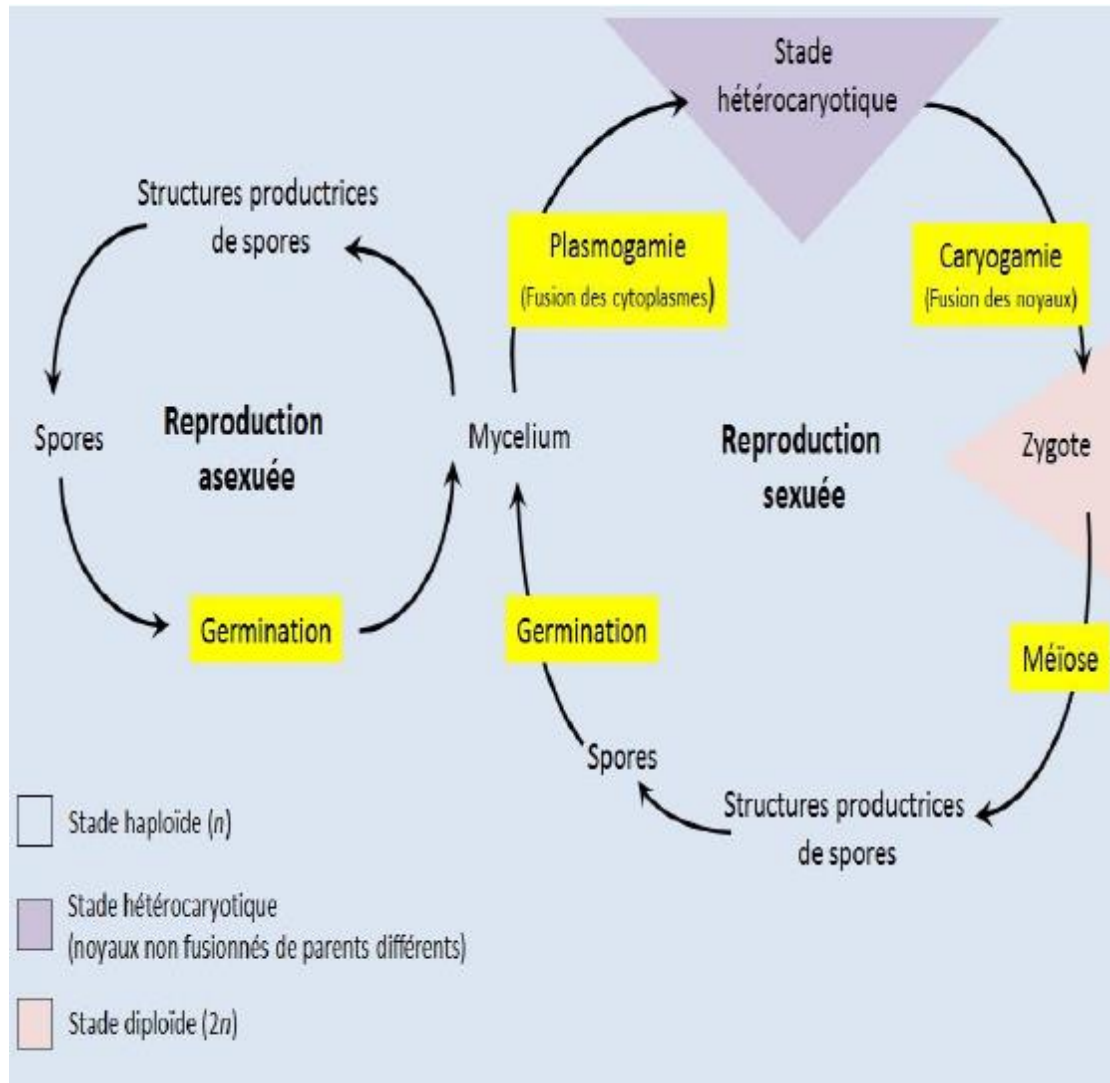 Stade
hétérocaryotique
Structures productrices
de spores
Plasmogamie
(Fusion des cytoplasmes)
Caryogamie
(Fusion des noyaux)
Spores
Reproduction
asexuée
Mycelium
Reproduction
sexuée
Zygote
Germination
Germination
Méïose
Spores
Structures productrices
de spores
Stade haploïde (n)
Stade hétérocaryotique
(noyaux non fusionnés de parents différents)
Stade diploïde (2n)